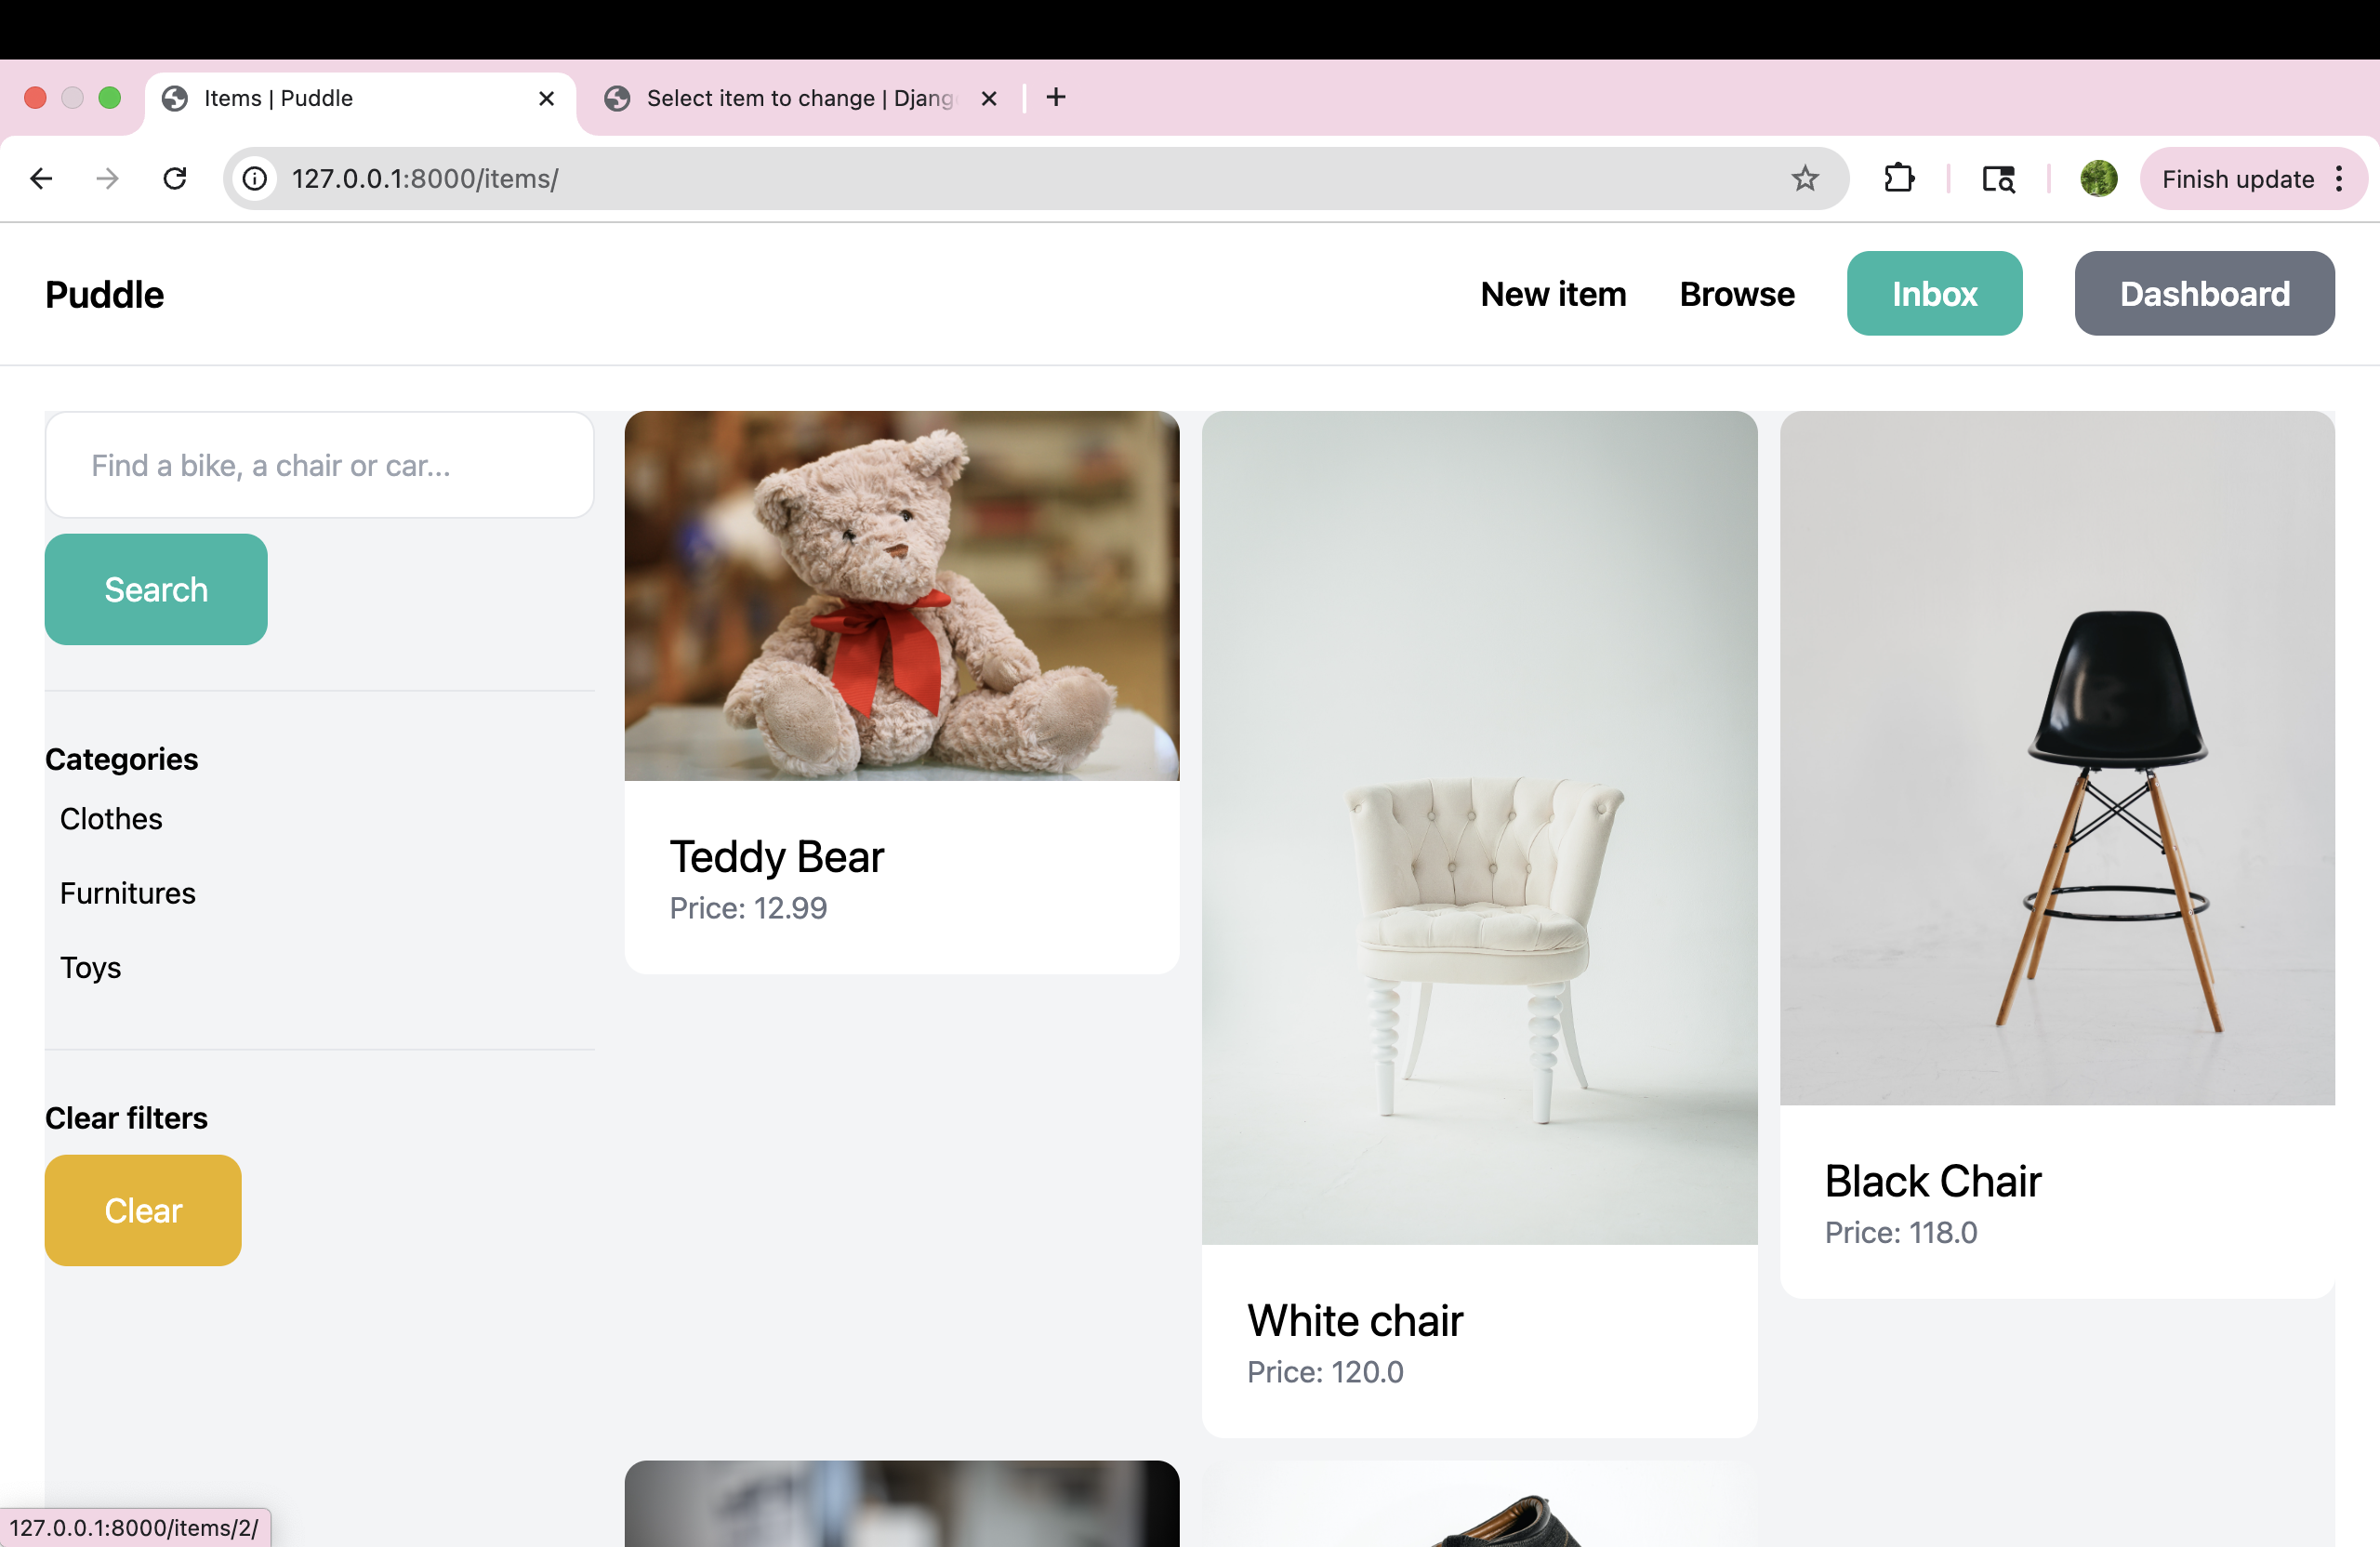 Items | Puddle
Select item to change | Djang
127.0.0.1:8000/items/
Finish update
Puddle
New item
Browse
Inbox
Dashboard
Find a bike, a chair or car...
Search
Categories
Clothes
Furnitures
Toys
Clear filters
Clear
Teddy Bear
Price: 12.99
White chair
Price: 120.0
Black Chair
Price: 118.0
127.0.0.1:8000/items/2/